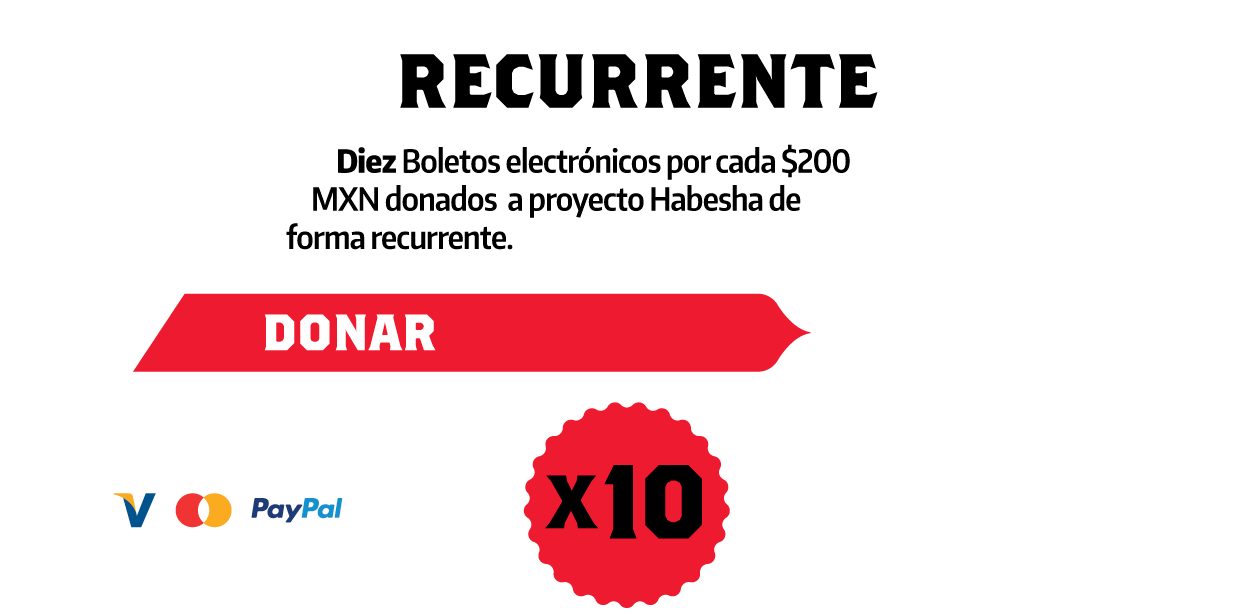 RECURRENTE
Diez Boletos electrónicos por cada $200
MXN donados a proyecto Habesha de
forma recurrente.
DONAR
x10
V PayPal